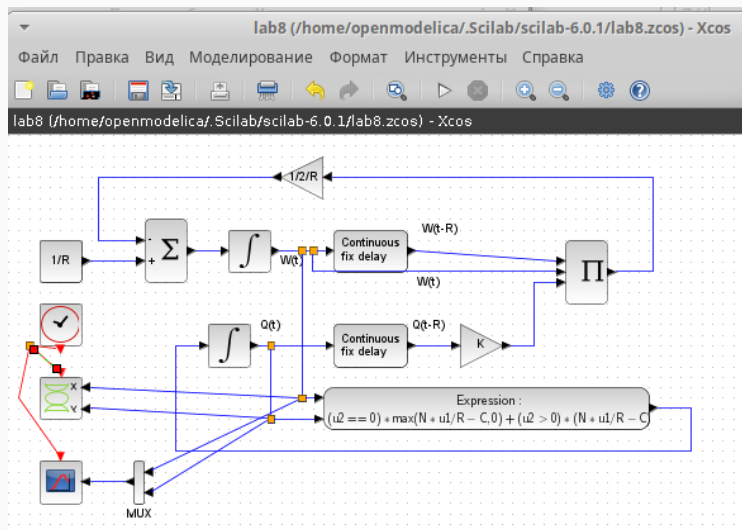 lab8 (/home/openmodelica/.Scilab/scilab-6.0.1/lab8.zcos) - Xcos
Файл Правка Вид Моделирование Формат Инструменты Справка
lab8 (/home/openmodelica/.Scilab/scilab-6.0.1/lab8.zcos) - Xcos
1/2/R
W(t-R)
1/R
-
+
Σ
∫
W(t)
Continuous
fix delay
W(t)
Π
Q(t)
∫
Continuous
fix delay
Q(t-R)
K
X
Y
Expression :
(u2 == 0) * max(N * u1/R − C,0) + (u2 > 0) * (N * u1/R − C
MUX